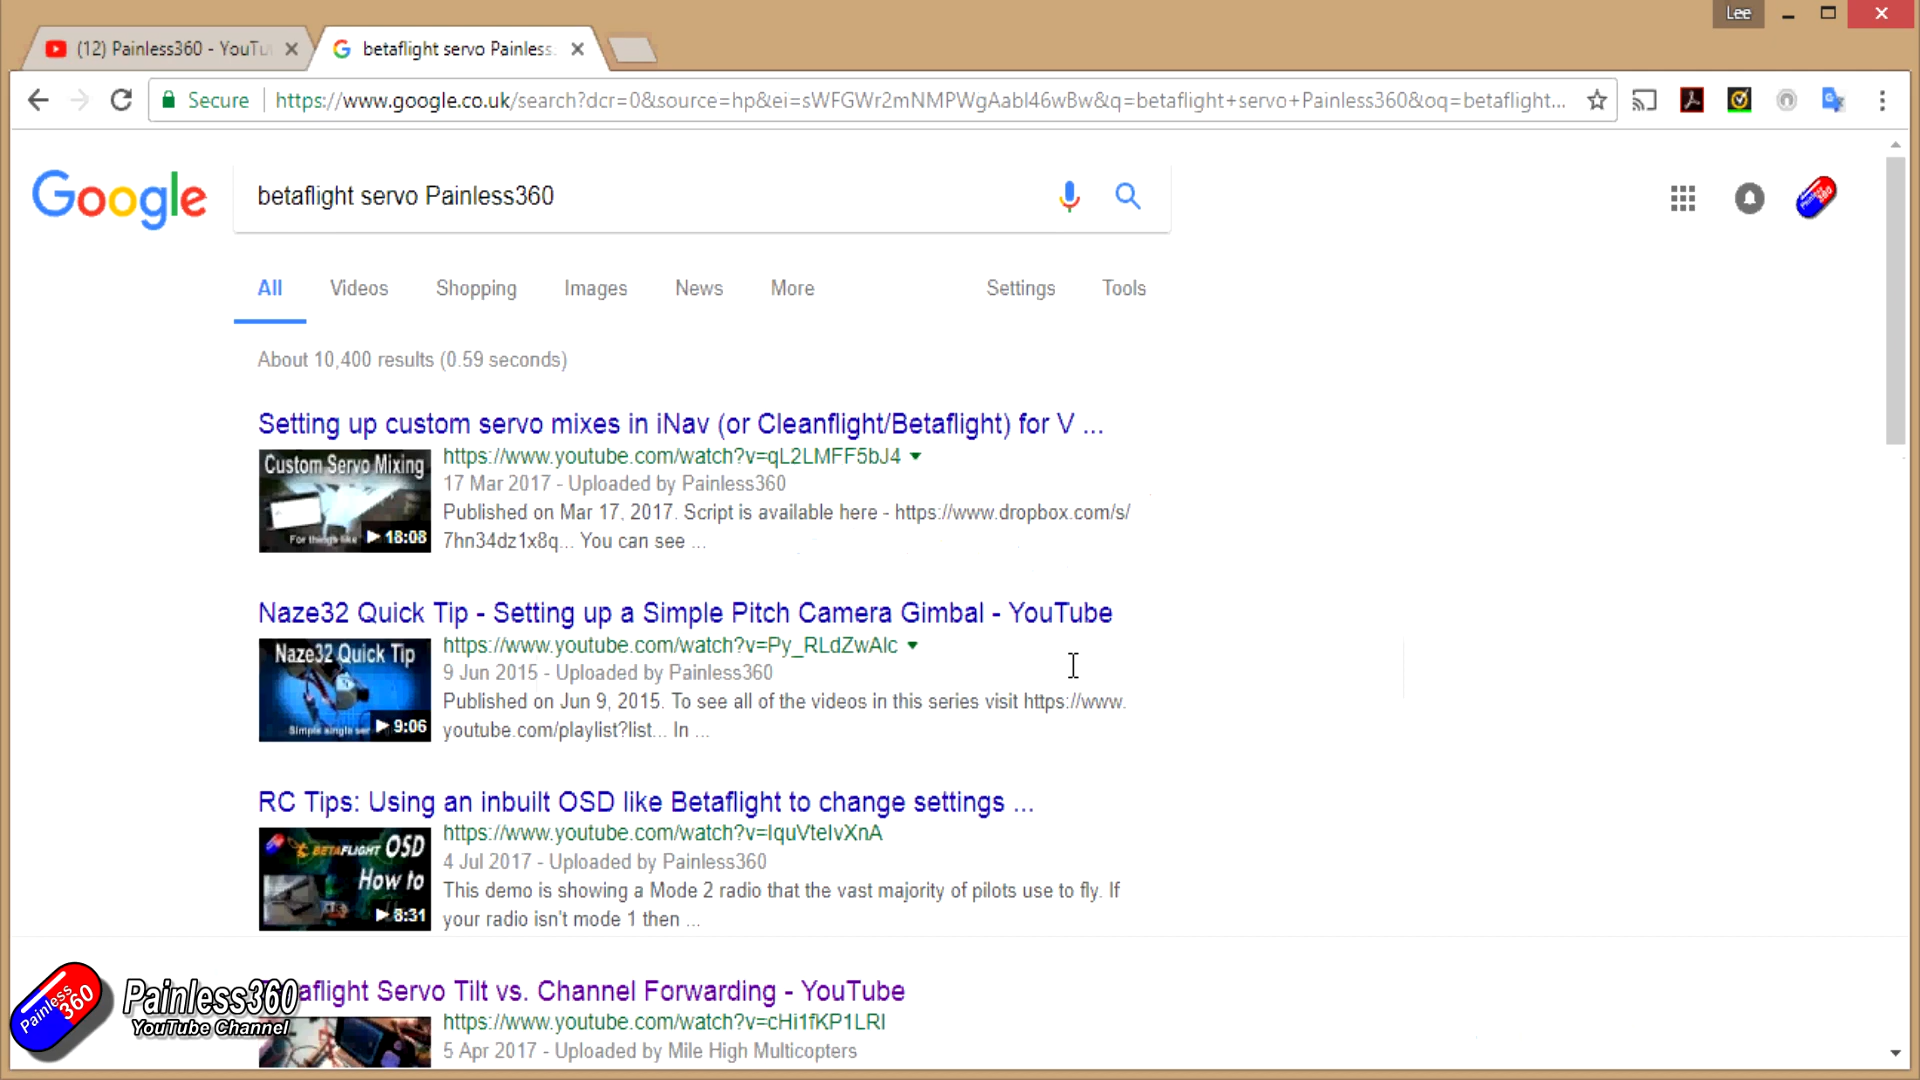 Lee
(12) Painless360 - YouTu
betaflight servo Painless
Secure
https://www.google.co.uk/search?dcr=0&source=hp&ei=sWFGWr2mNMPWgAabl46wBw&q=betaflight+servo+Painless360&oq=betaflight...
Google
betaflight servo Painless360
All Videos Shopping Images News More Settings Tools
About 10,400 results (0.59 seconds)
Setting up custom servo mixes in iNav (or Cleanflight/Betaflight) for V ...
Custom Servo Mixing
For things like
18:08
https://www.youtube.com/watch?v=qL2LMFF5bJ4
17 Mar 2017 - Uploaded by Painless360
Published on Mar 17, 2017. Script is available here - https://www.dropbox.com/s/
7hn34dz1x8q... You can see ...
Naze32 Quick Tip - Setting up a Simple Pitch Camera Gimbal - YouTube
Naze32 Quick Tip
Simple single ser
9:06
https://www.youtube.com/watch?v=Py_RLdZwAlc
9 Jun 2015 - Uploaded by Painless360
Published on Jun 9, 2015. To see all of the videos in this series visit https://www.
youtube.com/playlist?list... In ...
RC Tips: Using an inbuilt OSD like Betaflight to change settings ...
BETAFLIGHT OSD
How to
8:31
https://www.youtube.com/watch?v=IquVteIvXnA
4 Jul 2017 - Uploaded by Painless360
This demo is showing a Mode 2 radio that the vast majority of pilots use to fly. If
your radio isn't mode 1 then ...
aflight Servo Tilt vs. Channel Forwarding - YouTube
https://www.youtube.com/watch?v=cHi1fKP1LRI
5 Apr 2017 - Uploaded by Mile High Multicopters
Painless
360
Painless360
YouTube Channel